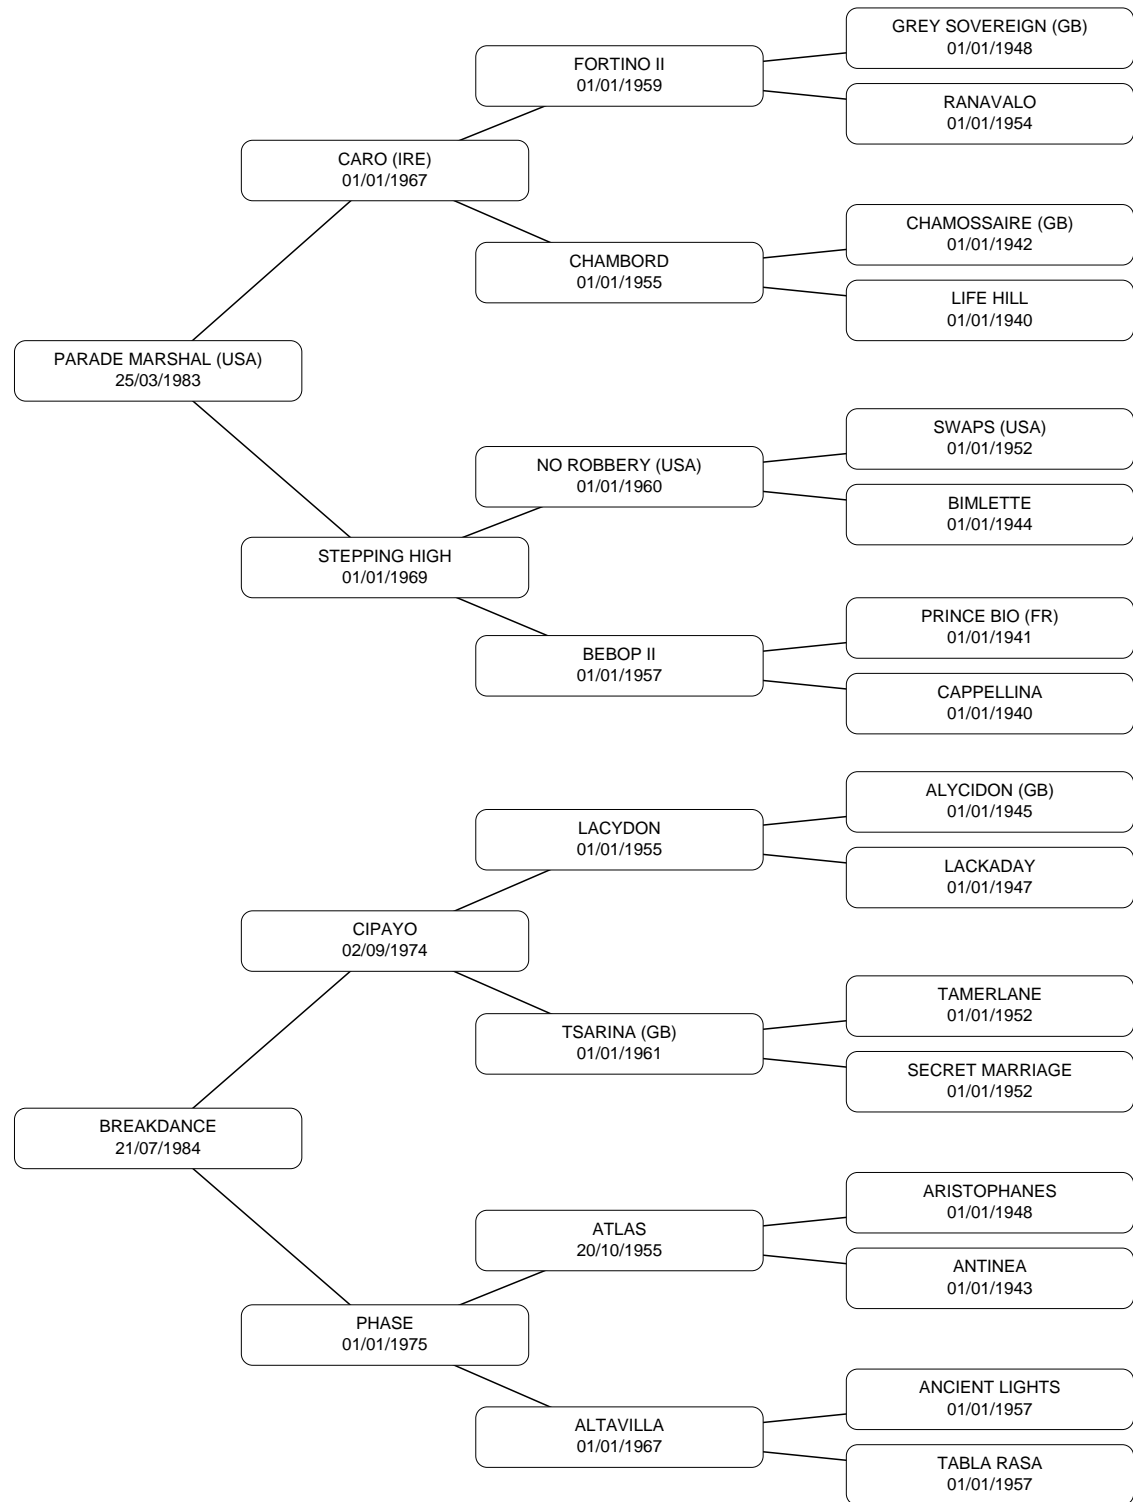 GREY SOVEREIGN (GB)
01/01/1948
FORTINO II
01/01/1959
RANAVALO
01/01/1954
CARO (IRE)
01/01/1967
CHAMOSSAIRE (GB)
01/01/1942
CHAMBORD
01/01/1955
LIFE HILL
01/01/1940
PARADE MARSHAL (USA)
25/03/1983
SWAPS (USA)
01/01/1952
NO ROBBERY (USA)
01/01/1960
BIMLETTE
01/01/1944
STEPPING HIGH
01/01/1969
PRINCE BIO (FR)
01/01/1941
BEBOP II
01/01/1957
CAPPELLINA
01/01/1940
ALYCIDON (GB)
01/01/1945
LACYDON
01/01/1955
LACKADAY
01/01/1947
CIPAYO
02/09/1974
TAMERLANE
01/01/1952
TSARINA (GB)
01/01/1961
SECRET MARRIAGE
01/01/1952
BREAKDANCE
21/07/1984
ARISTOPHANES
01/01/1948
ATLAS
20/10/1955
ANTINEA
01/01/1943
PHASE
01/01/1975
ANCIENT LIGHTS
01/01/1957
ALTAVILLA
01/01/1967
TABLA RASA
01/01/1957